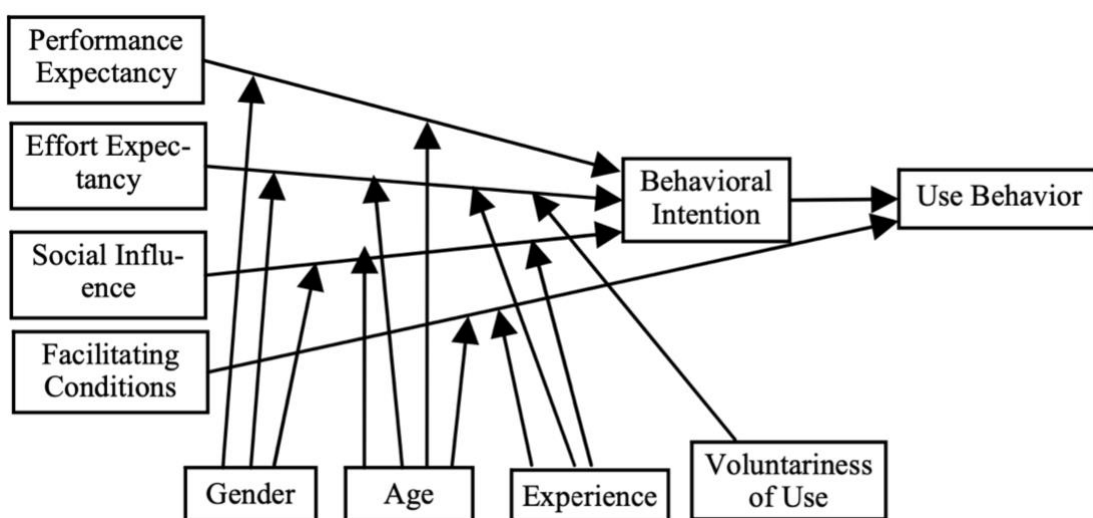 Performance
Expectancy
Effort Expec-
tancy
Social Influ-
ence
Facilitating
Conditions
Behavioral
Intention
Use Behavior
Gender
Age
Experience
Voluntariness
of Use